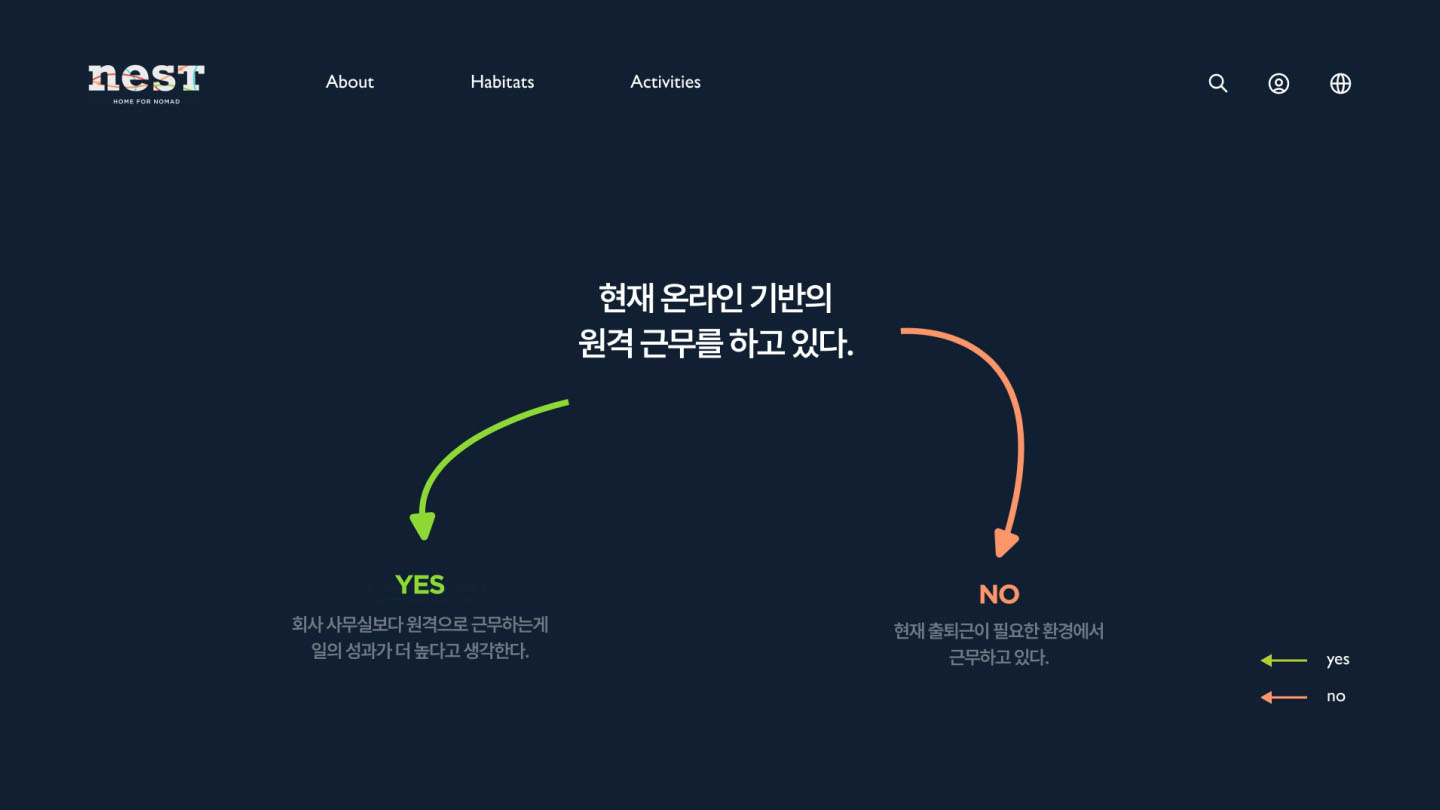 nest
HOME FOR NOMAD
About
Habitats
Activities
현재 온라인 기반의
원격 근무를 하고 있다.
YES
회사 사무실보다 원격으로 근무하는게
일의 성과가 더 높다고 생각한다.
NO
현재 출퇴근이 필요한 환경에서
근무하고 있다.
yes
no